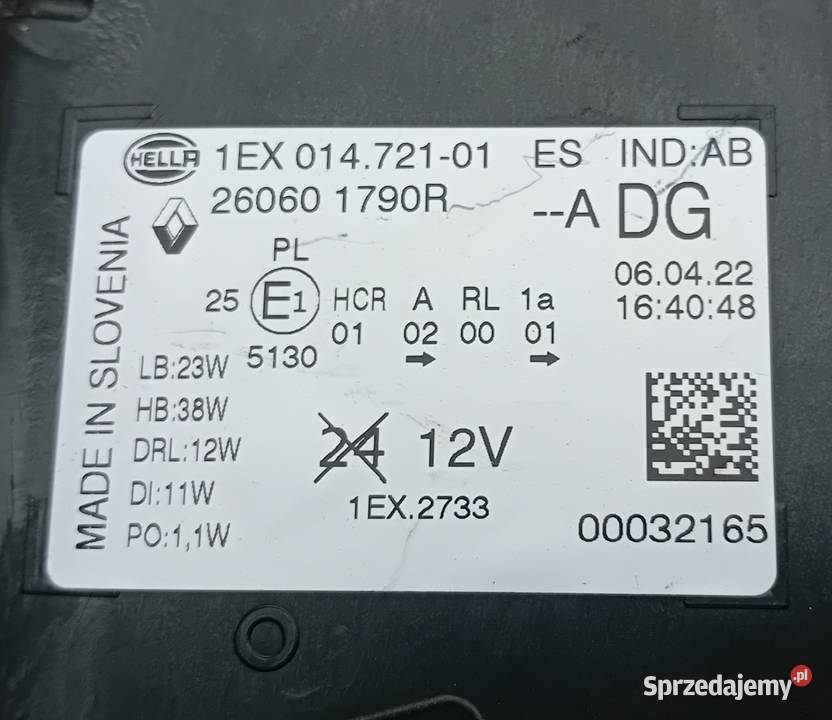 HELLA 1EX 014.721-01 ES IND:AB
26060 1790R --A DG
MADE IN SLOVENIA
PL
25 E1 HCR A RL 1a
01 02 00 01
5130
06.04.22
16:40:48
LB:23W
HB:38W
DRL:12W
DI:11W
PO:1,1W
24 12V
1EX.2733
00032165
Sprzedajemy.pl